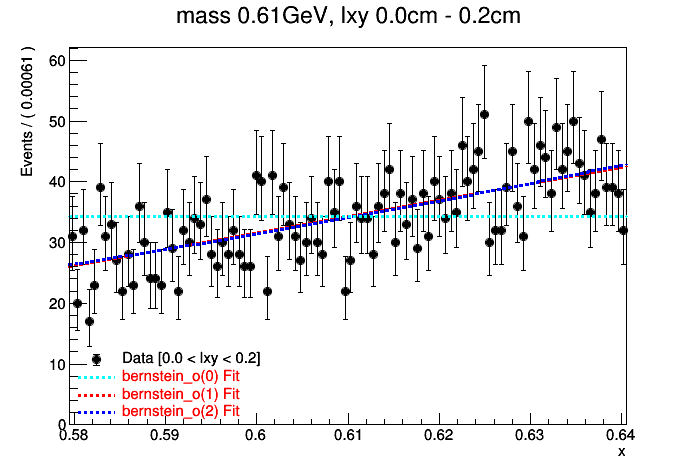 mass 0.61GeV, lxy 0.0cm - 0.2cm
Events / ( 0.00061 )
60
50
40
30
20
10
0
Data [0.0 < lxy < 0.2]
bernstein_o(0) Fit
bernstein_o(1) Fit
bernstein_o(2) Fit
0.58 0.59 0.6 0.61 0.62 0.63 0.64
x